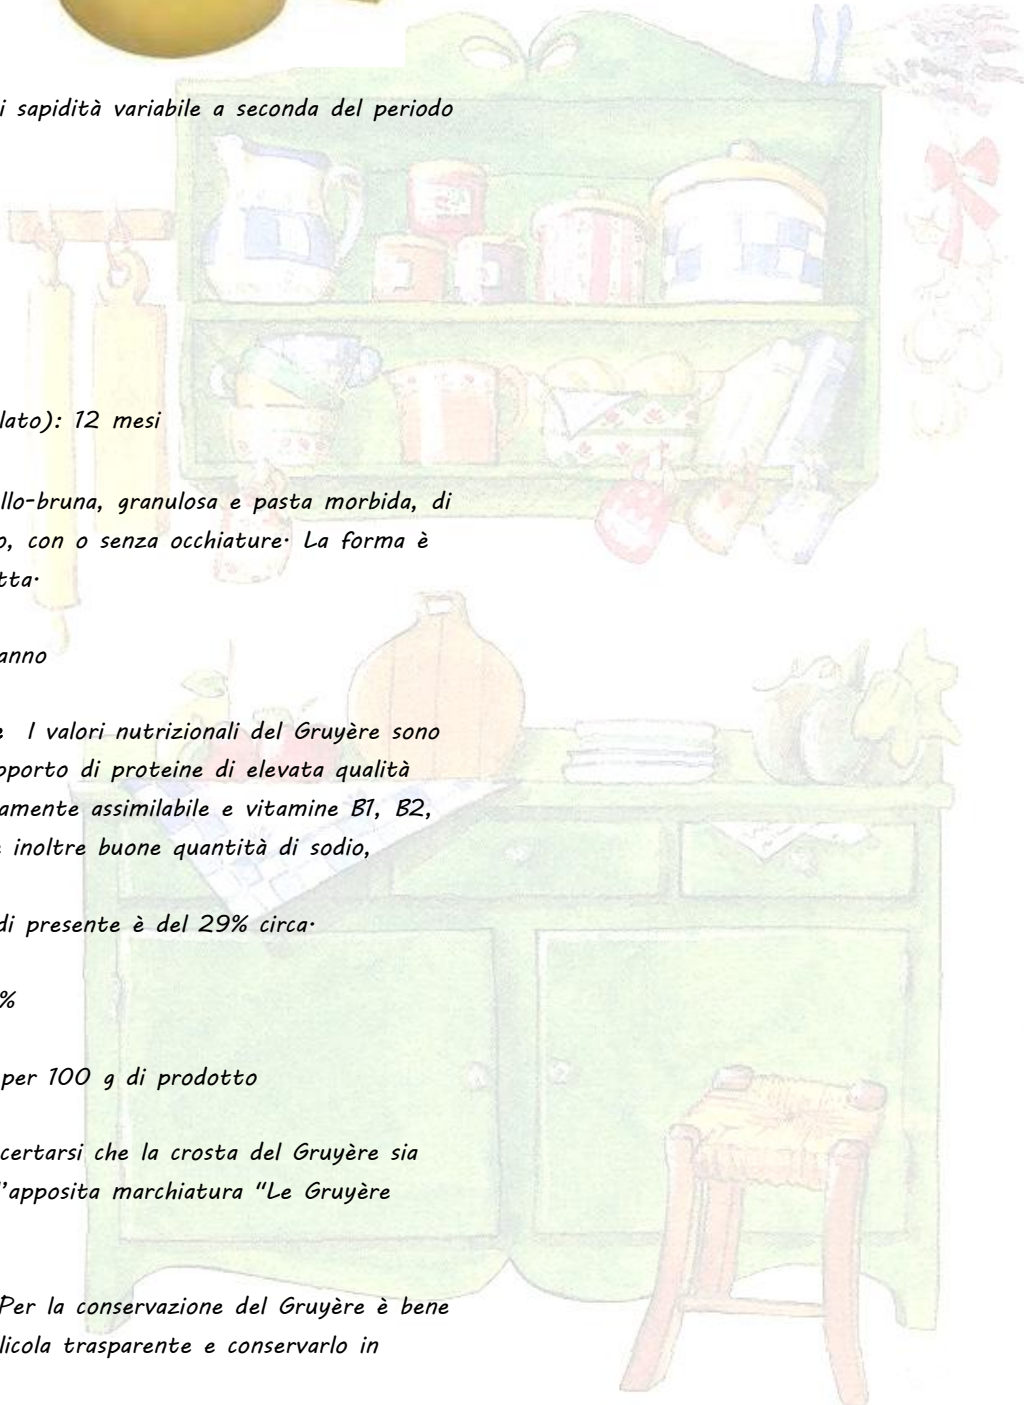 i sapidità variabile a seconda del periodo
lato): 12 mesi
llo-bruna, granulosa e pasta morbida, di
o, con o senza occhiature· La forma è
tta·
anno
e I valori nutrizionali del Gruyère sono
pporto di proteine di elevata qualità
amente assimilabile e vitamine B1, B2,
e inoltre buone quantità di sodio,
di presente è del 29% circa·
%
per 100 g di prodotto
certarsi che la crosta del Gruyère sia
l'apposita marchiatura “Le Gruyère
Per la conservazione del Gruyère è bene
licola trasparente e conservarlo in